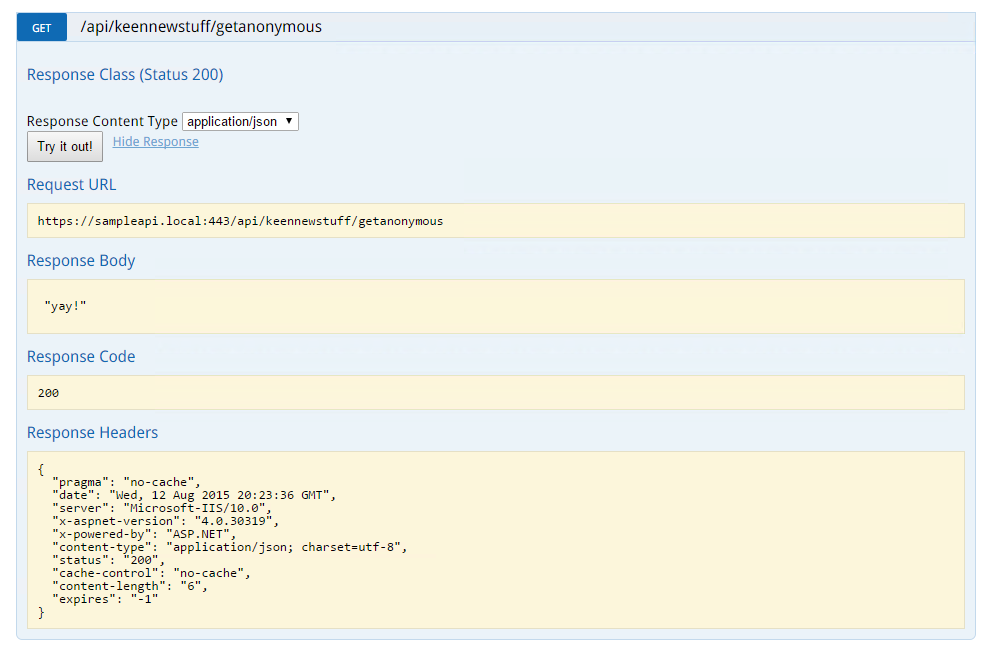 GET /api/keennewstuff/getanonymous
Response Class (Status 200)
Response Content Type application/json ▼
Try it out! Hide Response
Request URL
https://sampleapi.local:443/api/keennewstuff/getanonymous
Response Body
"yay!"
Response Code
200
Response Headers
{
  "pragma": "no-cache",
  "date": "Wed, 12 Aug 2015 20:23:36 GMT",
  "server": "Microsoft-IIS/10.0",
  "x-aspnet-version": "4.0.30319",
  "x-powered-by": "ASP.NET",
  "content-type": "application/json; charset=utf-8",
  "status": "200",
  "cache-control": "no-cache",
  "content-length": "6",
  "expires": "-1"
}